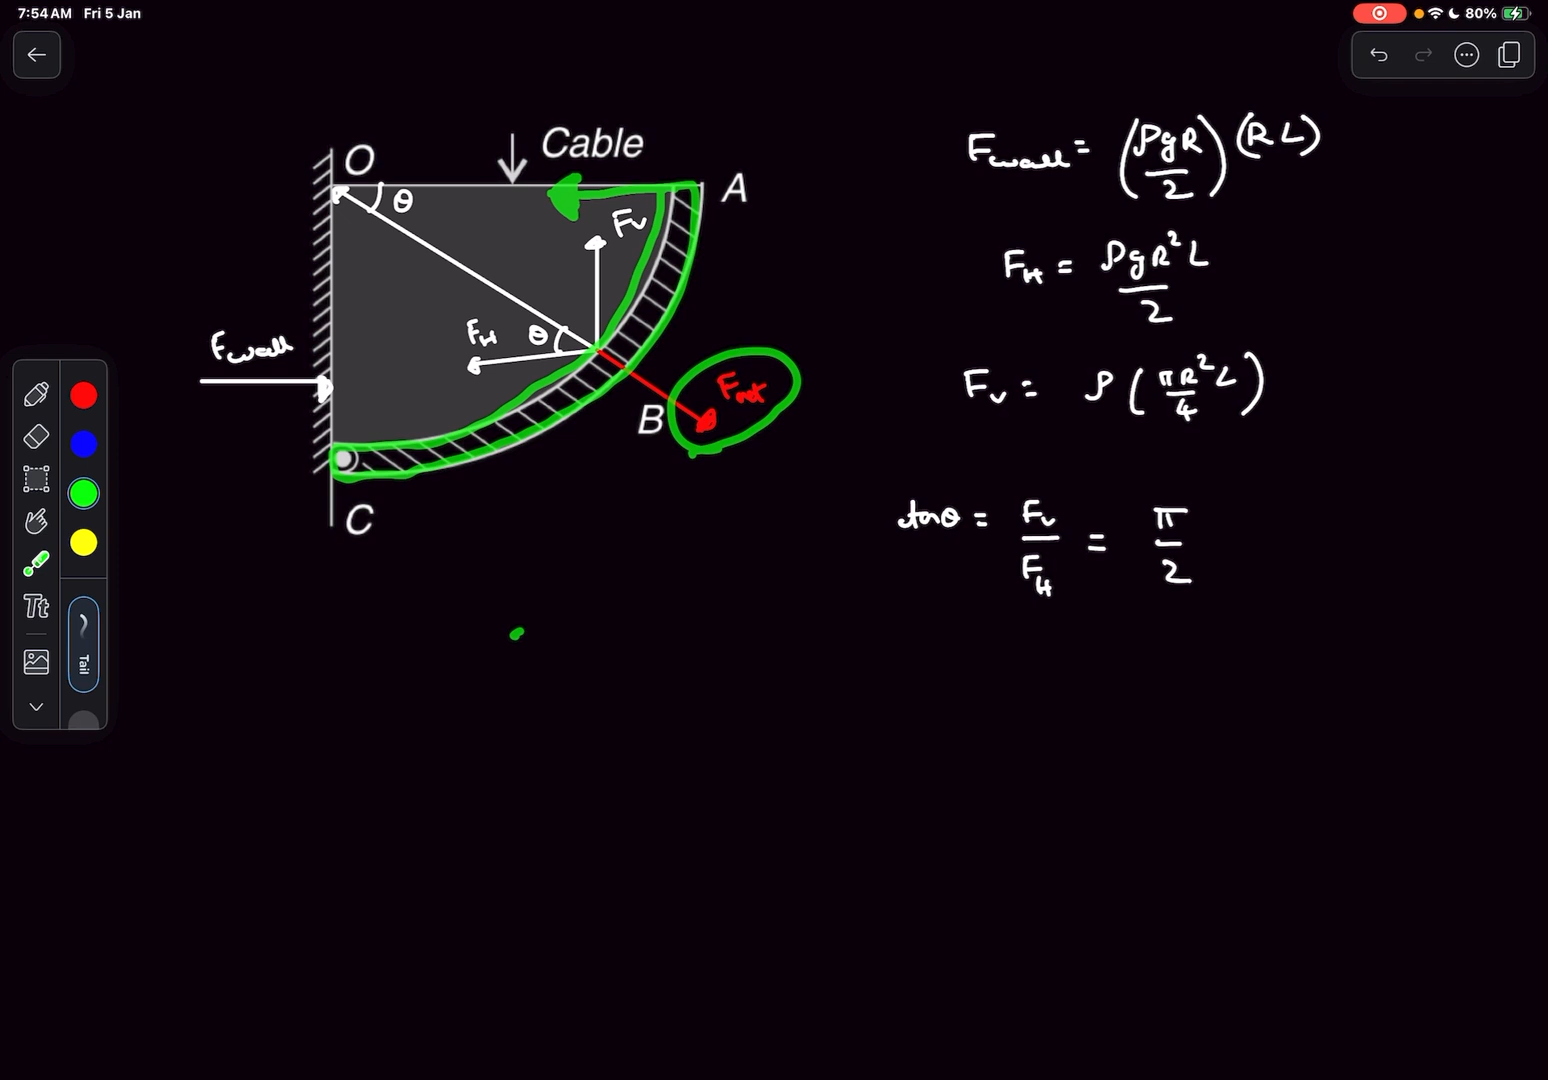 7:54 AM Fri 5 Jan
80%
O
Cable
A
θ
Fv
FH
θ
Fwall
Fnet
B
C
Fwall = (ρgR/2)(RL)
FH = ρgR²L/2
Fv = ρ(πR²L/4)
tanθ = Fv/FH = π/2
Tt
Tail